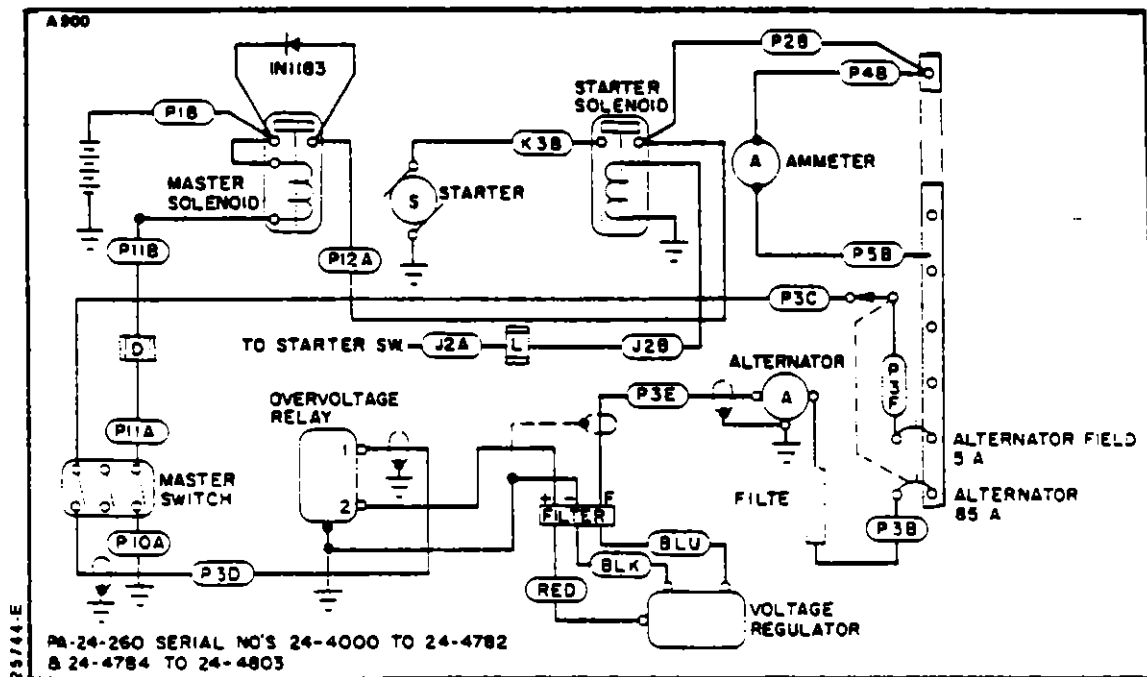 A900
P2B
IN1183
P4B
STARTER
SOLENOID
P1B
K3B
A
AMMETER
MASTER
SOLENOID
S
STARTER
P11B
P12A
P5B
P3C
D
TO STARTER SW.
J2A
L
J2B
ALTERNATOR
P3E
A
OVERVOLTAGE
RELAY
P11A
1
ALTERNATOR FIELD
5 A
MASTER
SWITCH
2
+
-
F
FILTER
FILTE
ALTERNATOR
85 A
P3B
P10A
BLU
P3D
BLK
RED
VOLTAGE
REGULATOR
PA-24-260 SERIAL NO'S 24-4000 TO 24-4782
& 24-4784 TO 24-4803